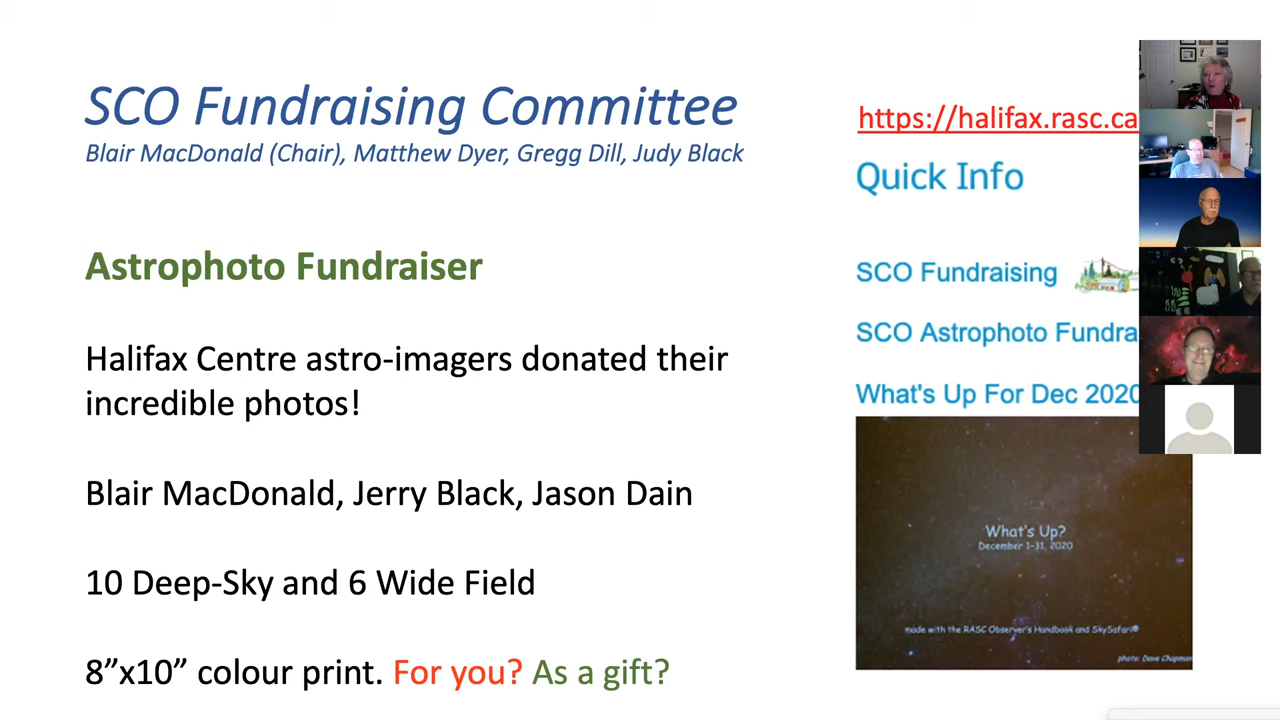 SCO Fundraising Committee
Blair MacDonald (Chair), Matthew Dyer, Gregg Dill, Judy Black
Astrophoto Fundraiser
Halifax Centre astro-imagers donated their
incredible photos!
Blair MacDonald, Jerry Black, Jason Dain
10 Deep-Sky and 6 Wide Field
8”x10” colour print. For you? As a gift?
https://halifax.rasc.ca
Quick Info
SCO Fundraising
SCO Astrophoto Fundra
What's Up For Dec 2020
What's Up?
December 1-31, 2020
made with the RASC Observer's Handbook and SkySafari®
photo: Dave Chapman